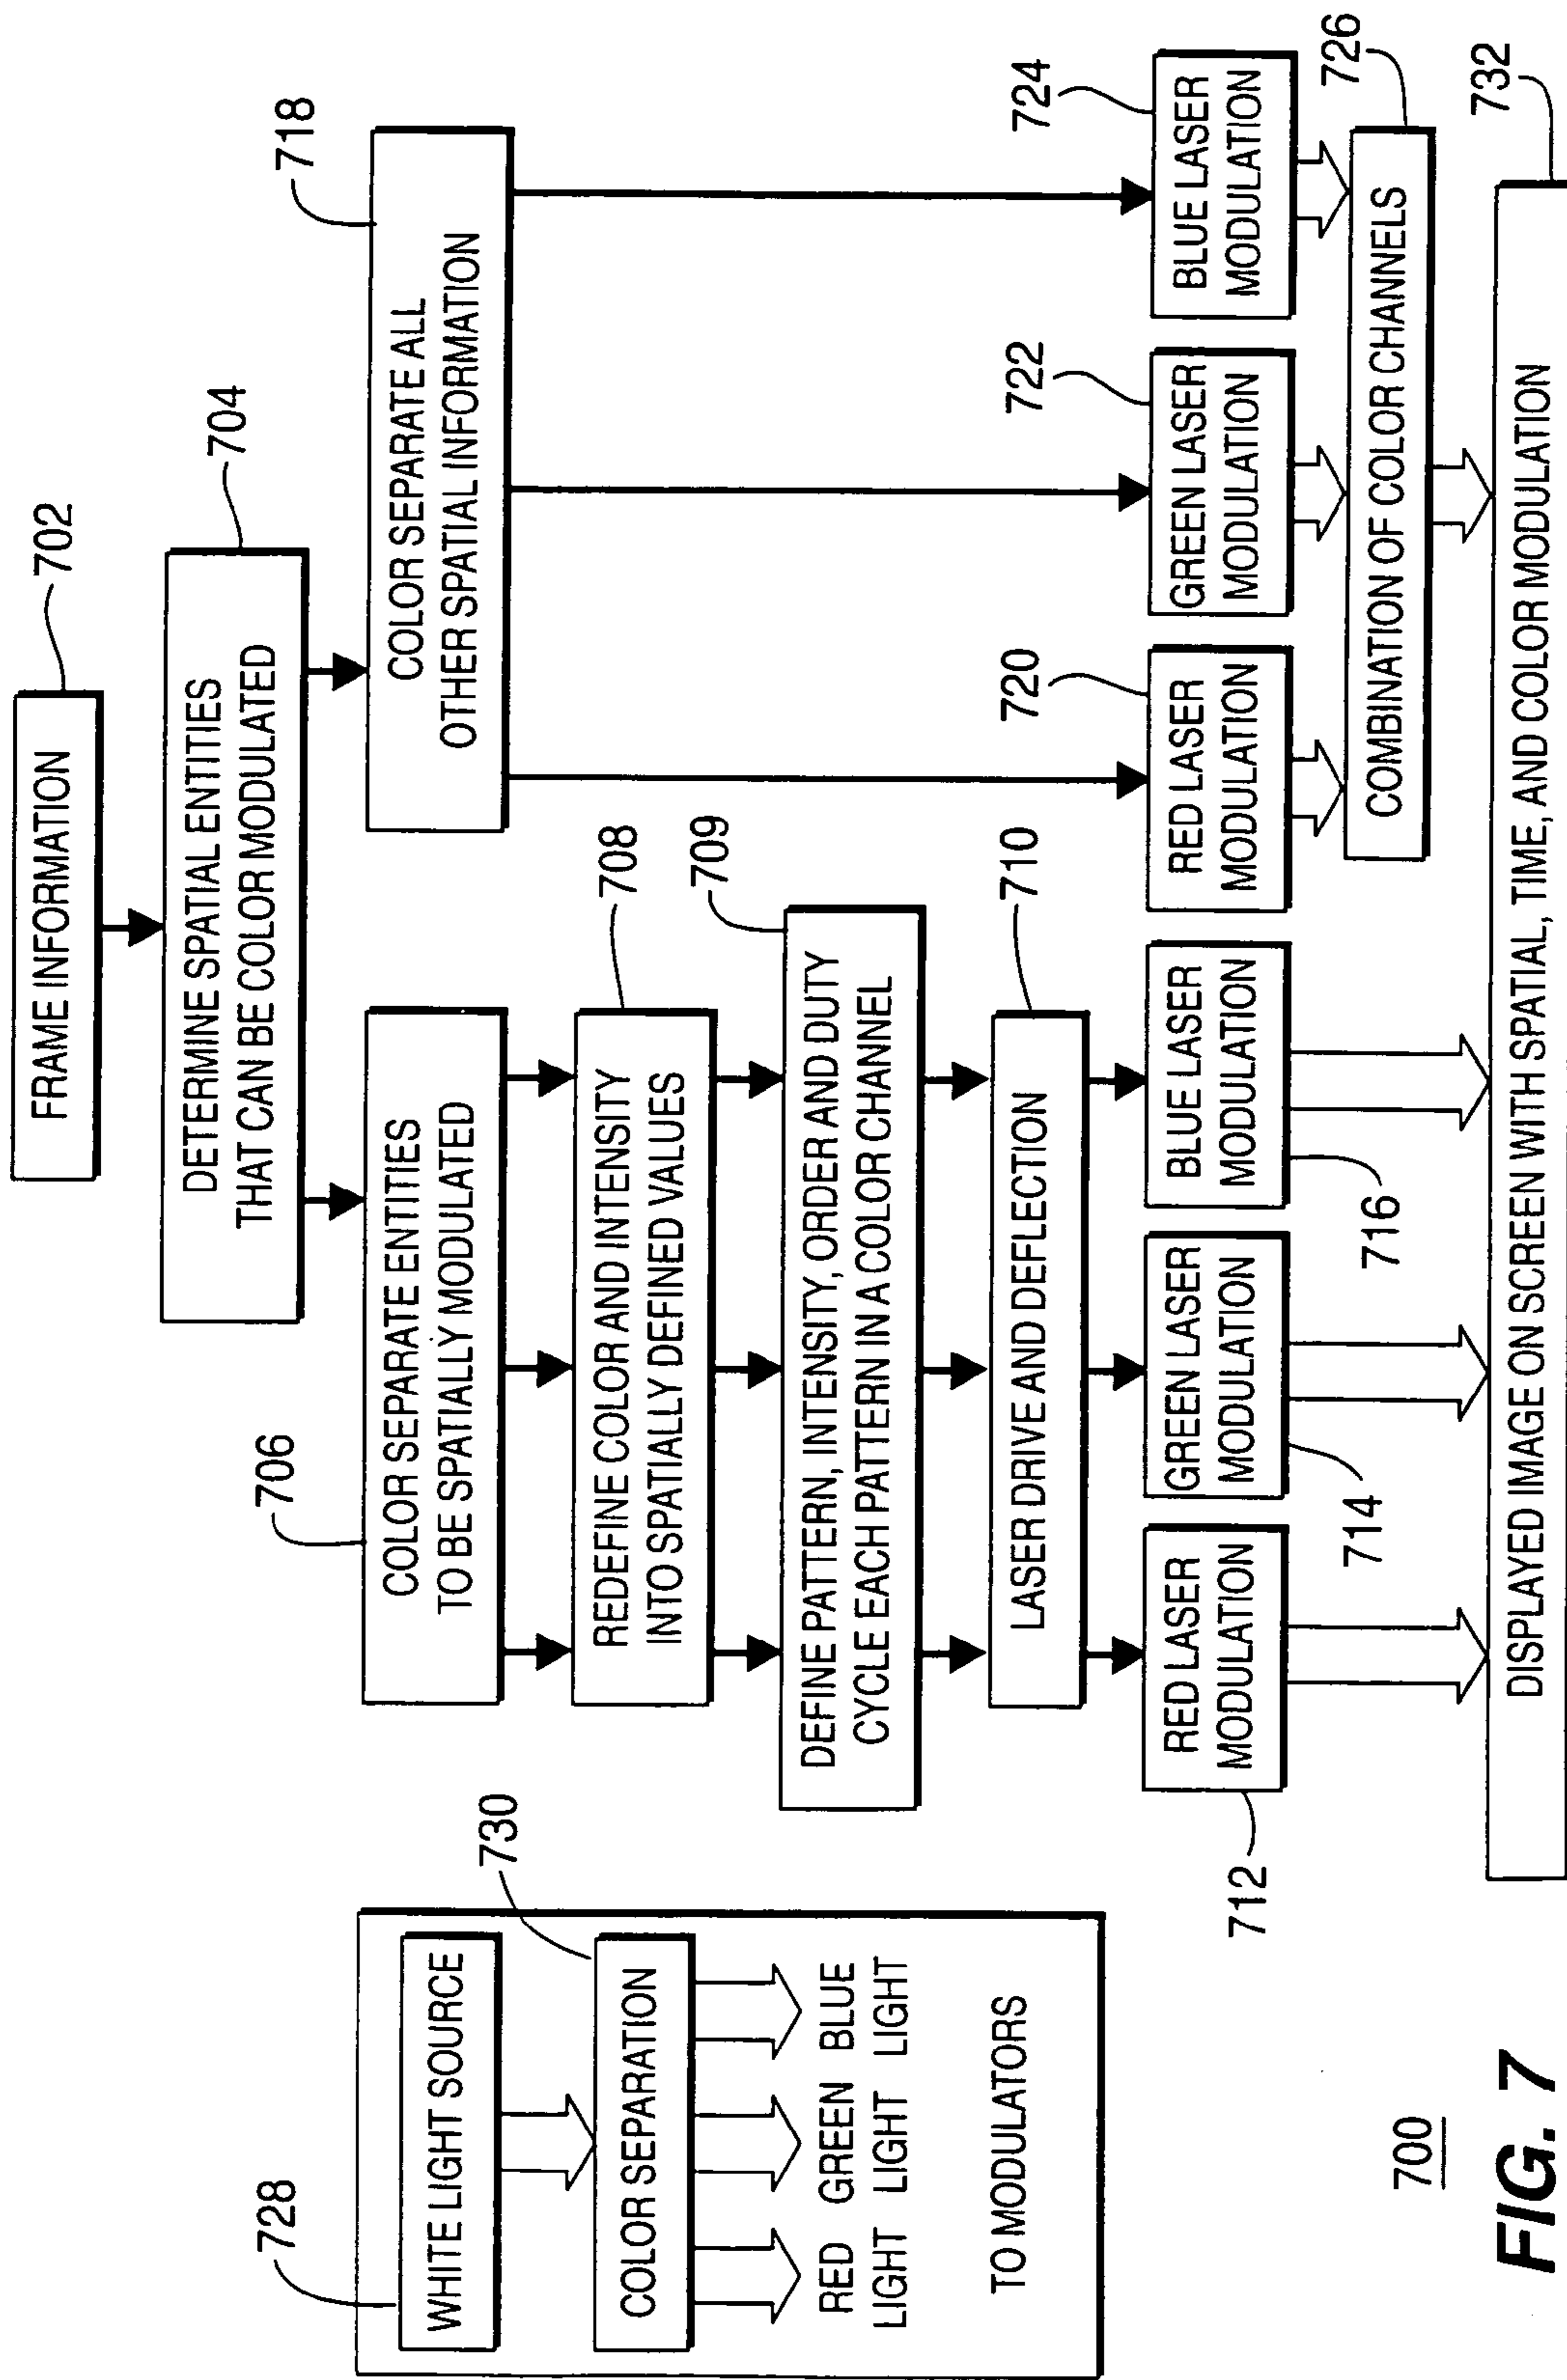 702
FRAME INFORMATION
704
DETERMINE SPATIAL ENTITIES
THAT CAN BE COLOR MODULATED
706
COLOR SEPARATE ENTITIES
TO BE SPATIALLY MODULATED
718
COLOR SEPARATE ALL
OTHER SPATIAL INFORMATION
708
REDEFINE COLOR AND INTENSITY
INTO SPATIALLY DEFINED VALUES
709
DEFINE PATTERN, INTENSITY, ORDER AND DUTY
CYCLE EACH PATTERN IN A COLOR CHANNEL
710
LASER DRIVE AND DEFLECTION
712
RED LASER
MODULATION
714
GREEN LASER
MODULATION
716
BLUE LASER
MODULATION
720
RED LASER
MODULATION
722
GREEN LASER
MODULATION
724
BLUE LASER
MODULATION
726
COMBINATION OF COLOR CHANNELS
732
DISPLAYED IMAGE ON SCREEN WITH SPATIAL, TIME, AND COLOR MODULATION
728
WHITE LIGHT SOURCE
730
COLOR SEPARATION
RED GREEN BLUE
LIGHT LIGHT LIGHT
TO MODULATORS
700
FIG. 7